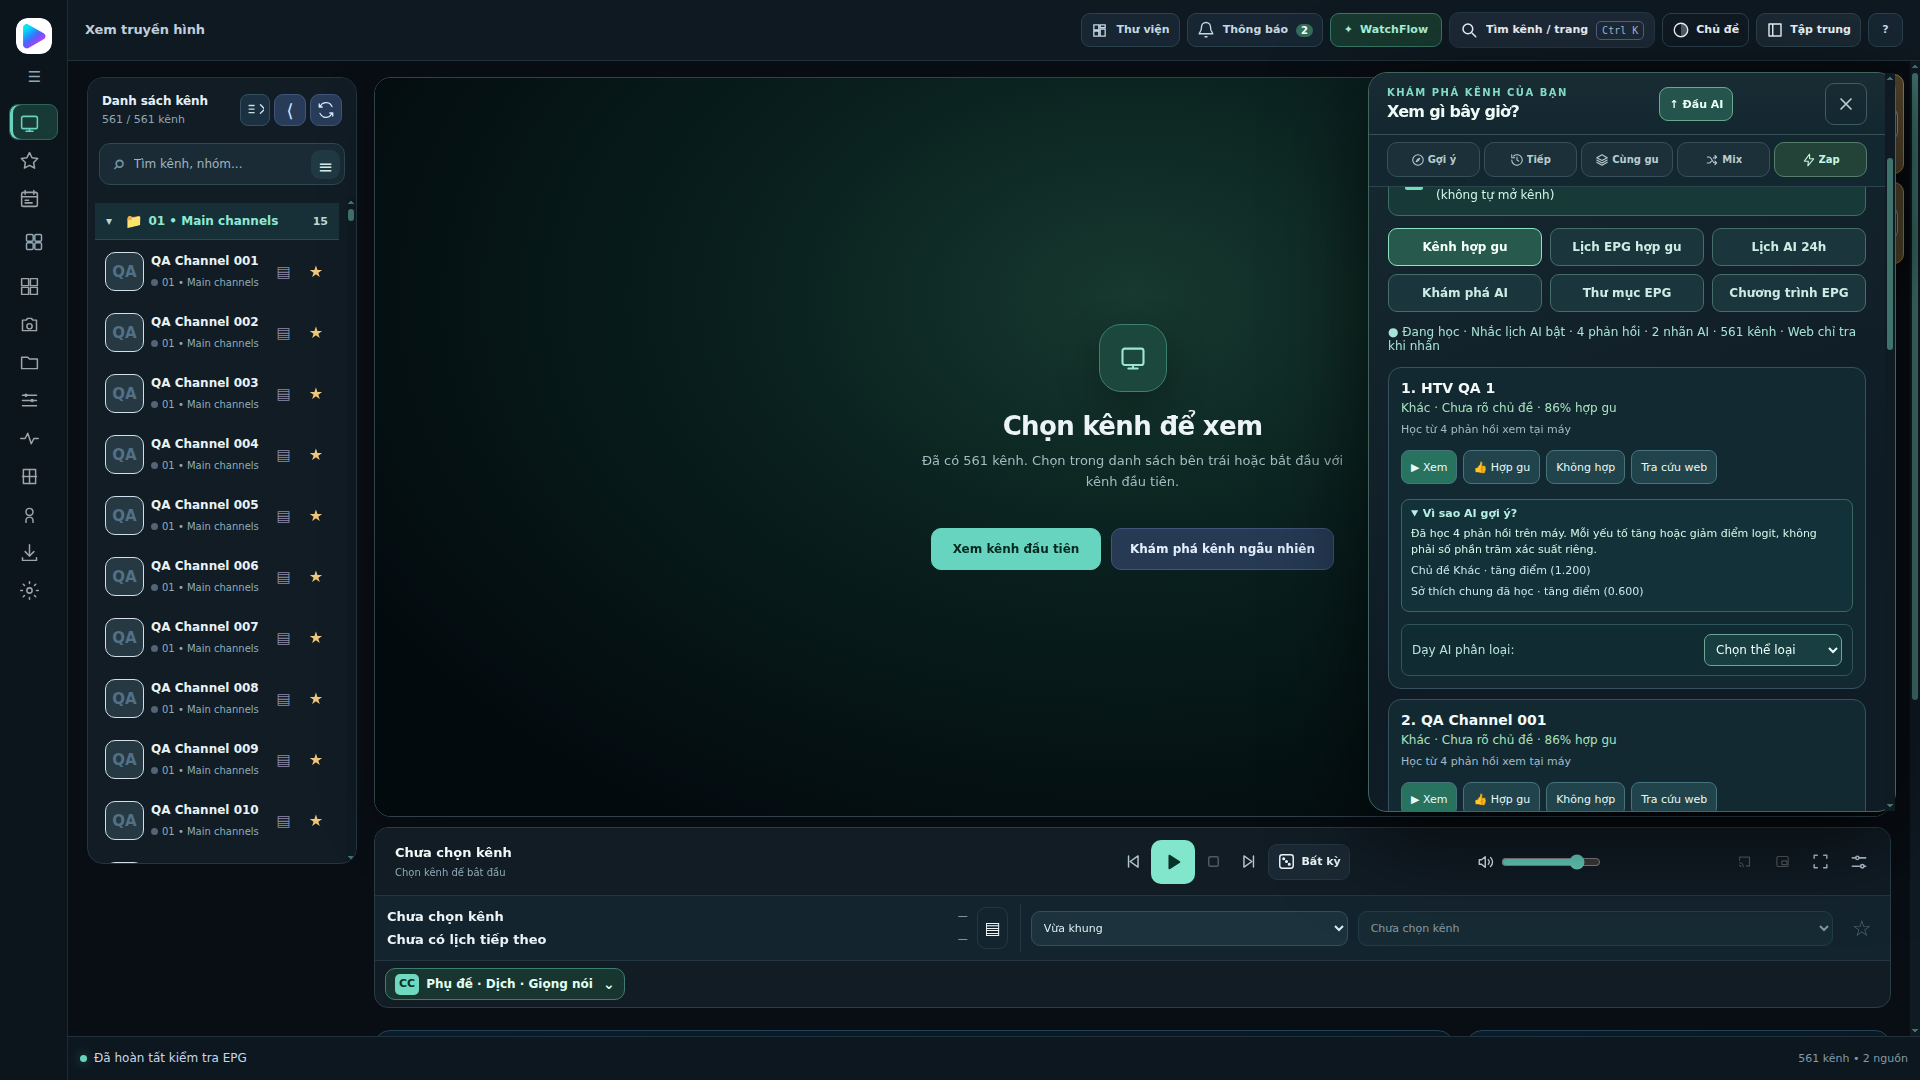 Xem truyền hình
Thư viện
Thông báo 2
WatchFlow
Tìm kênh / trang Ctrl K
Chủ đề
Tập trung
?
Danh sách kênh
561 / 561 kênh
Tìm kênh, nhóm...
01 • Main channels 15
QA QA Channel 001
01 • Main channels
QA QA Channel 002
01 • Main channels
QA QA Channel 003
01 • Main channels
QA QA Channel 004
01 • Main channels
QA QA Channel 005
01 • Main channels
QA QA Channel 006
01 • Main channels
QA QA Channel 007
01 • Main channels
QA QA Channel 008
01 • Main channels
QA QA Channel 009
01 • Main channels
QA QA Channel 010
01 • Main channels
Chọn kênh để xem
Đã có 561 kênh. Chọn trong danh sách bên trái hoặc bắt đầu với
kênh đầu tiên.
Xem kênh đầu tiên
Khám phá kênh ngẫu nhiên
KHÁM PHÁ KÊNH CỦA BẠN
Xem gì bây giờ?
↑ Đầu AI
Gợi ý
Tiếp
Cùng gu
Mix
Zap
(không tự mở kênh)
Kênh hợp gu
Lịch EPG hợp gu
Lịch AI 24h
Khám phá AI
Thư mục EPG
Chương trình EPG
● Đang học · Nhắc lịch AI bật · 4 phản hồi · 2 nhãn AI · 561 kênh · Web chỉ tra
khi nhấn
1. HTV QA 1
Khác · Chưa rõ chủ đề · 86% hợp gu
Học từ 4 phản hồi xem tại máy
▶ Xem
👍 Hợp gu
Không hợp
Tra cứu web
▼ Vì sao AI gợi ý?
Đã học 4 phản hồi trên máy. Mỗi yếu tố tăng hoặc giảm điểm logit, không
phải số phần trăm xác suất riêng.
Chủ đề Khác · tăng điểm (1.200)
Sở thích chung đã học · tăng điểm (0.600)
Dạy AI phân loại:
Chọn thể loại
2. QA Channel 001
Khác · Chưa rõ chủ đề · 86% hợp gu
Học từ 4 phản hồi xem tại máy
▶ Xem
👍 Hợp gu
Không hợp
Tra cứu web
Chưa chọn kênh
Chọn kênh để bắt đầu
Bất kỳ
Chưa chọn kênh —
Chưa có lịch tiếp theo —
Vừa khung
Chưa chọn kênh
CC Phụ đề · Dịch · Giọng nói
Đã hoàn tất kiểm tra EPG
561 kênh • 2 nguồn